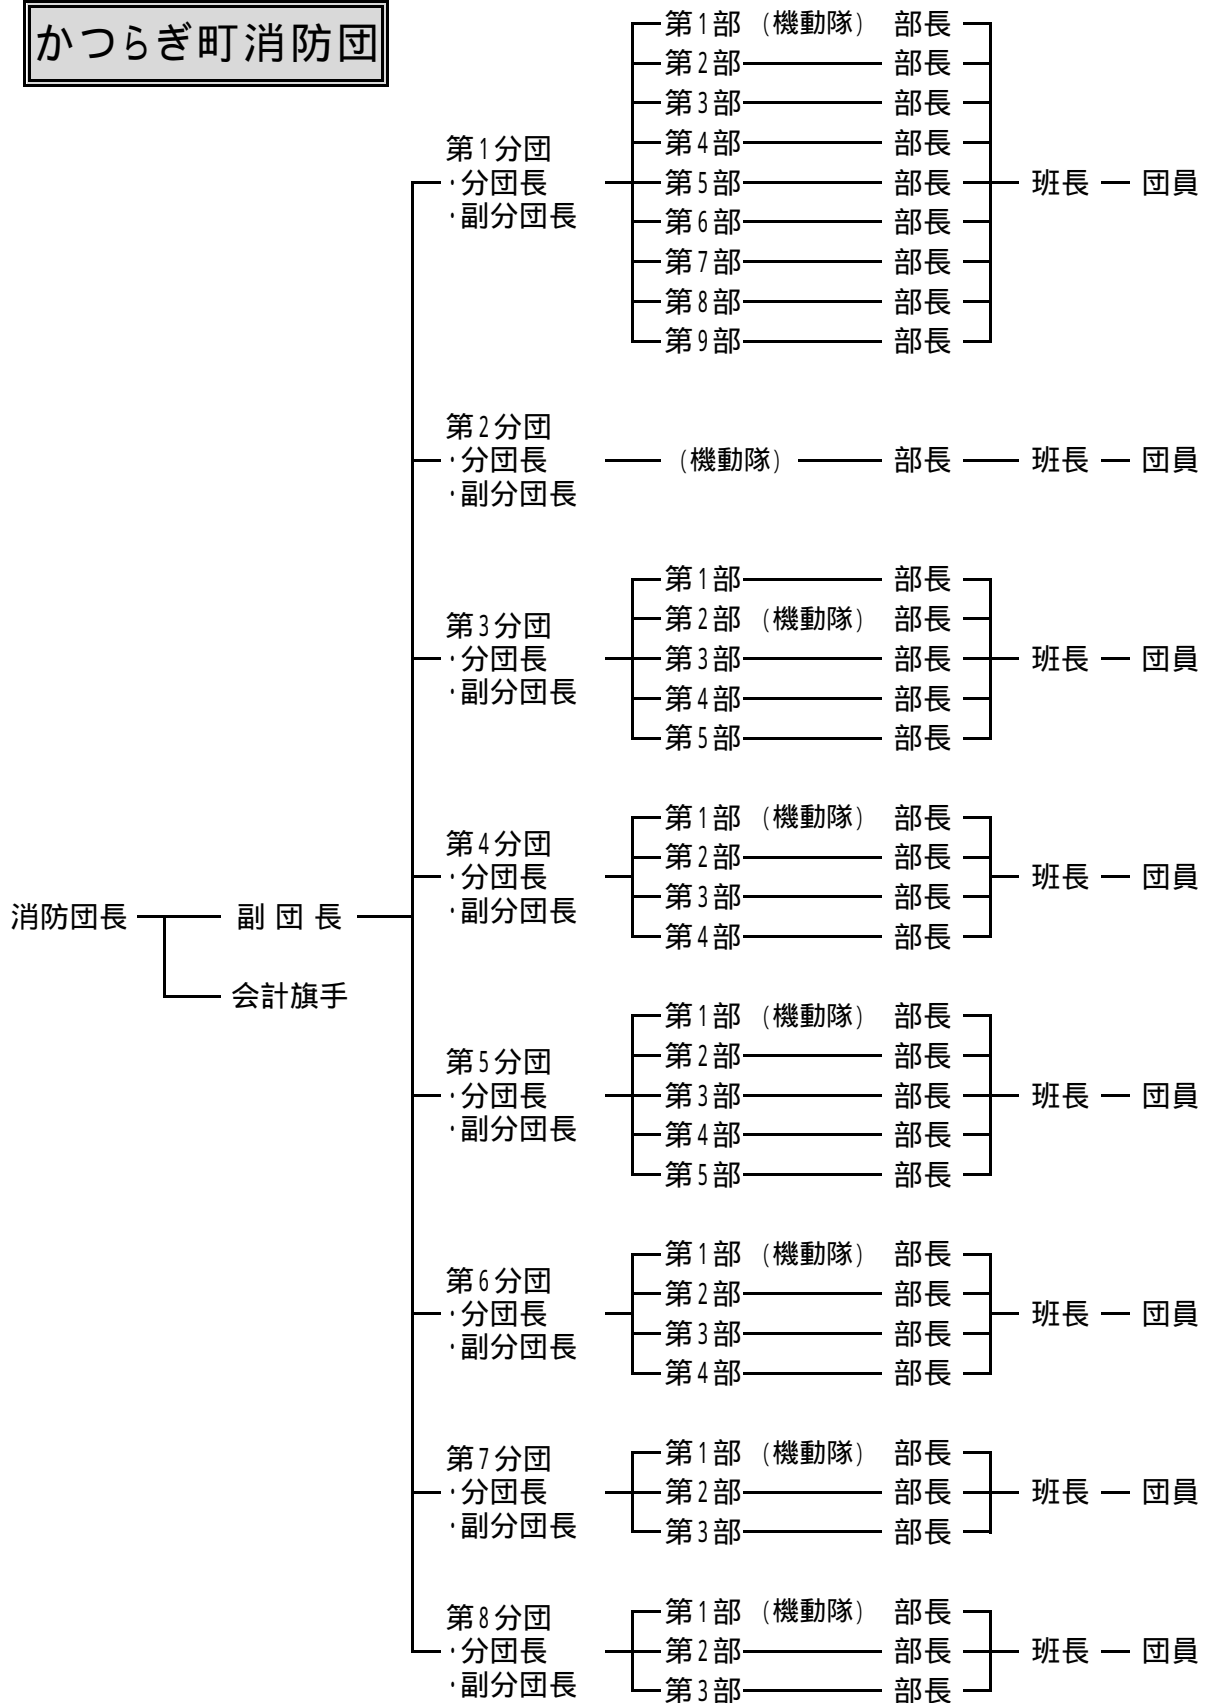 かつらぎ町消防団
第1部 (機動隊) 部長
第2部 部長
第3部 部長
第4部 部長
第1分団
・分団長 第5部 部長 班長 団員
・副分団長
第6部 部長
第7部 部長
第8部 部長
第9部 部長
第2分団
・分団長 (機動隊) 部長 班長 団員
・副分団長
第1部 部長
第2部 (機動隊) 部長
第3分団
・分団長 第3部 部長 班長 団員
・副分団長
第4部 部長
第5部 部長
第1部 (機動隊) 部長
第4分団
第2部 部長
・分団長 班長 団員
第3部 部長
・副分団長
消防団長 副団長
第4部 部長
会計旗手
第1部 (機動隊) 部長
第2部 部長
第5分団
・分団長 第3部 部長 班長 団員
・副分団長
第4部 部長
第5部 部長
第1部 (機動隊) 部長
第6分団
第2部 部長
・分団長 班長 団員
第3部 部長
・副分団長
第4部 部長
第1部 (機動隊) 部長
第7分団
・分団長 第2部 部長 班長 団員
・副分団長
第3部 部長
第1部 (機動隊) 部長
第8分団
・分団長 第2部 部長 班長 団員
・副分団長
第3部 部長